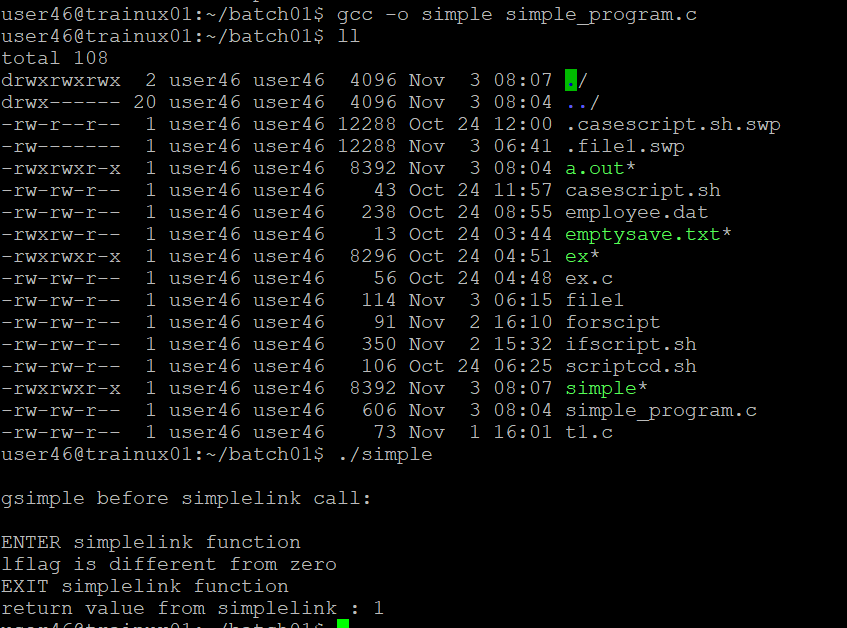 user46@trainux01:~/batch01$ gcc -o simple simple_program.c
user46@trainux01:~/batch01$ ll
total 108
drwxrwxrwx  2 user46 user46  4096 Nov  3 08:07 ./
drwx------ 20 user46 user46  4096 Nov  3 08:04 ../
-rw-r--r--  1 user46 user46 12288 Oct 24 12:00 .casescript.sh.swp
-rw-------  1 user46 user46 12288 Nov  3 06:41 .file1.swp
-rwxrwxr-x  1 user46 user46  8392 Nov  3 08:04 a.out*
-rw-rw-r--  1 user46 user46    43 Oct 24 11:57 casescript.sh
-rw-rw-r--  1 user46 user46   238 Oct 24 08:55 employee.dat
-rwxrw-r--  1 user46 user46    13 Oct 24 03:44 emptysave.txt*
-rwxrwxr-x  1 user46 user46  8296 Oct 24 04:51 ex*
-rw-rw-r--  1 user46 user46    56 Oct 24 04:48 ex.c
-rw-rw-r--  1 user46 user46   114 Nov  3 06:15 file1
-rw-rw-r--  1 user46 user46    91 Nov  2 16:10 forscipt
-rw-rw-r--  1 user46 user46   350 Nov  2 15:32 ifscript.sh
-rw-rw-r--  1 user46 user46   106 Oct 24 06:25 scriptcd.sh
-rwxrwxr-x  1 user46 user46  8392 Nov  3 08:07 simple*
-rw-rw-r--  1 user46 user46   606 Nov  3 08:04 simple_program.c
-rw-rw-r--  1 user46 user46    73 Nov  1 16:01 t1.c
user46@trainux01:~/batch01$ ./simple
gsimple before simplelink call:
ENTER simplelink function
lflag is different from zero
EXIT simplelink function
return value from simplelink : 1
user46@trainux01:~/batch01$